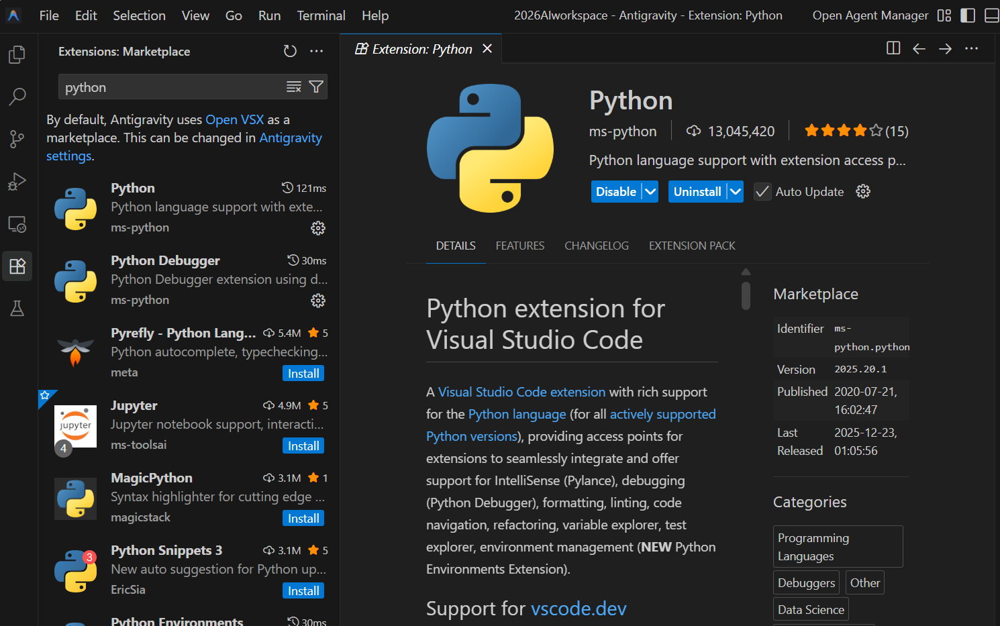 File Edit Selection View Go Run Terminal Help 2026AIworkspace - Antigravity - Extension: Python Open Agent Manager
Extensions: Marketplace
python
By default, Antigravity uses Open VSX as a
marketplace. This can be changed in Antigravity
settings.
Python 121ms
Python language support with exte...
ms-python
Python Debugger 30ms
Python Debugger extension using d...
ms-python
Pyrefly - Python Lang... 5.4M 5
Python autocomplete, typechecking...
meta
Install
Jupyter 4.9M 5
Jupyter notebook support, interacti...
ms-toolsai
Install
jupyter
4
MagicPython 3.1M 1
Syntax highlighter for cutting edge ...
magicstack
Install
Python Snippets 3 3.1M 5
New auto suggestion for Python up...
EricSia
Install
3
Python Environments 30ms
Extension: Python
Python
ms-python 13,045,420 (15)
Python language support with extension access p...
Disable Uninstall Auto Update
DETAILS FEATURES CHANGELOG EXTENSION PACK
Python extension for
Visual Studio Code
A Visual Studio Code extension with rich support
for the Python language (for all actively supported
Python versions), providing access points for
extensions to seamlessly integrate and offer
support for IntelliSense (Pylance), debugging
(Python Debugger), formatting, linting, code
navigation, refactoring, variable explorer, test
explorer, environment management (NEW Python
Environments Extension).
Support for vscode.dev
Marketplace
Identifier ms-
python.python
Version 2025.20.1
Published 2020-07-21,
16:02:47
Last 2025-12-23,
Released 01:05:56
Categories
Programming
Languages
Debuggers Other
Data Science